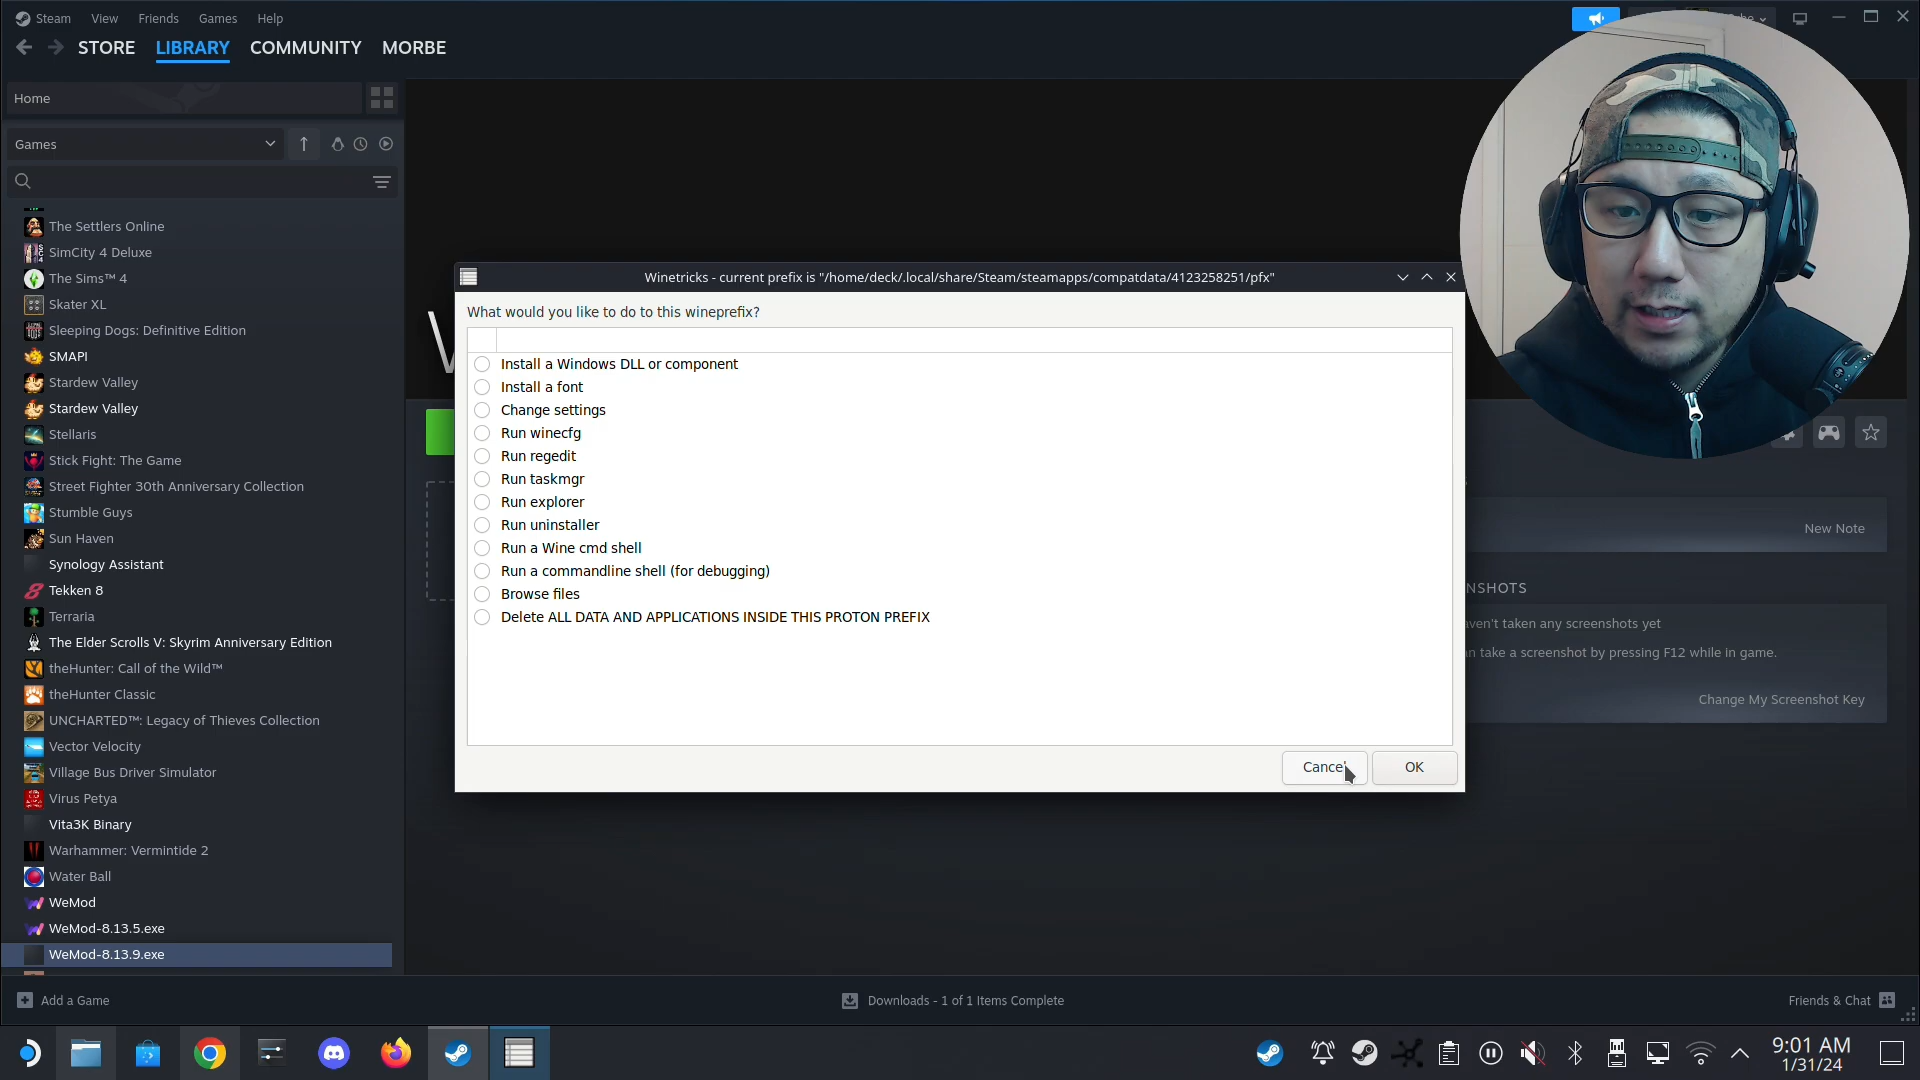 Steam View Friends Games Help
STORE LIBRARY COMMUNITY MORBE
Home
Games
The Settlers Online
SimCity 4 Deluxe
The Sims™ 4
Skater XL
Sleeping Dogs: Definitive Edition
SMAPI
Stardew Valley
Stardew Valley
Stellaris
Stick Fight: The Game
Street Fighter 30th Anniversary Collection
Stumble Guys
Sun Haven
Synology Assistant
Tekken 8
Terraria
The Elder Scrolls V: Skyrim Anniversary Edition
theHunter: Call of the Wild™
theHunter Classic
UNCHARTED™: Legacy of Thieves Collection
Vector Velocity
Village Bus Driver Simulator
Virus Petya
Vita3K Binary
Warhammer: Vermintide 2
Water Ball
WeMod
WeMod-8.13.5.exe
WeMod-8.13.9.exe
Winetricks - current prefix is "/home/deck/.local/share/Steam/steamapps/compatdata/4123258251/pfx"
What would you like to do to this wineprefix?
Install a Windows DLL or component
Install a font
Change settings
Run winecfg
Run regedit
Run taskmgr
Run explorer
Run uninstaller
Run a Wine cmd shell
Run a commandline shell (for debugging)
Browse files
Delete ALL DATA AND APPLICATIONS INSIDE THIS PROTON PREFIX
Cancel OK
New Note
NSHOTS
aven't taken any screenshots yet
n take a screenshot by pressing F12 while in game.
Change My Screenshot Key
Add a Game
Downloads - 1 of 1 Items Complete
Friends & Chat
9:01 AM
1/31/24